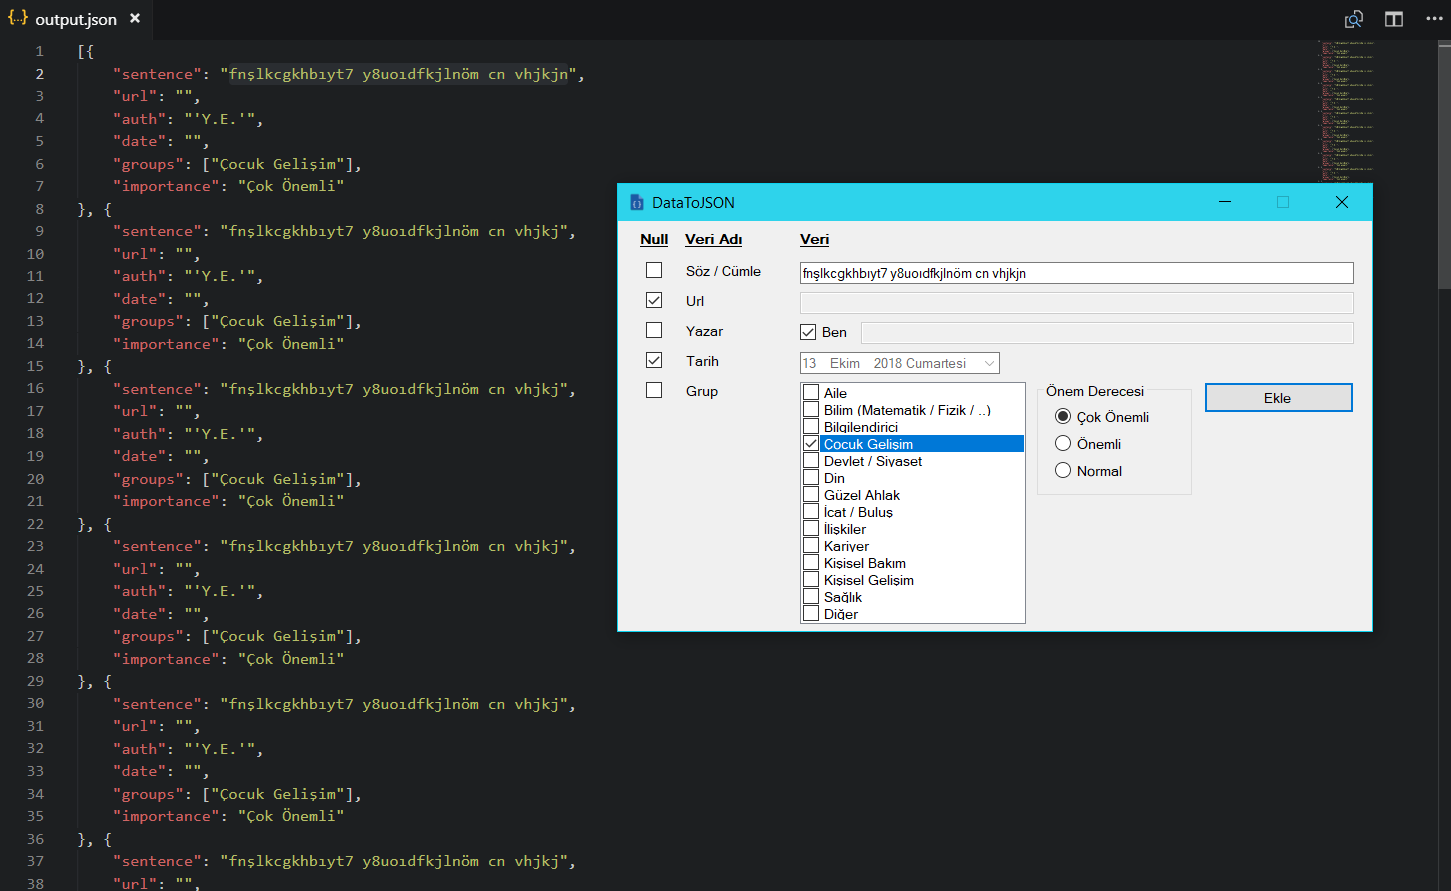 output.json
1 [{
2 "sentence": "fnşlkcgkhbıyt7 y8uoıdfkjlnöm cn vhjkjn",
3 "url": "",
4 "auth": "'Y.E.'",
5 "date": "",
6 "groups": ["Çocuk Gelişim"],
7 "importance": "Çok Önemli"
8 }, {
9 "sentence": "fnşlkcgkhbıyt7 y8uoıdfkjlnöm cn vhjkj",
10 "url": "",
11 "auth": "'Y.E.'",
12 "date": "",
13 "groups": ["Çocuk Gelişim"],
14 "importance": "Çok Önemli"
15 }, {
16 "sentence": "fnşlkcgkhbıyt7 y8uoıdfkjlnöm cn vhjkj",
17 "url": "",
18 "auth": "'Y.E.'",
19 "date": "",
20 "groups": ["Çocuk Gelişim"],
21 "importance": "Çok Önemli"
22 }, {
23 "sentence": "fnşlkcgkhbıyt7 y8uoıdfkjlnöm cn vhjkj",
24 "url": "",
25 "auth": "'Y.E.'",
26 "date": "",
27 "groups": ["Çocuk Gelişim"],
28 "importance": "Çok Önemli"
29 }, {
30 "sentence": "fnşlkcgkhbıyt7 y8uoıdfkjlnöm cn vhjkj",
31 "url": "",
32 "auth": "'Y.E.'",
33 "date": "",
34 "groups": ["Çocuk Gelişim"],
35 "importance": "Çok Önemli"
36 }, {
37 "sentence": "fnşlkcgkhbıyt7 y8uoıdfkjlnöm cn vhjkj",
38 "url": "",
DataToJSON
Null Veri Adı Veri
Söz / Cümle fnşlkcgkhbıyt7 y8uoıdfkjlnöm cn vhjkjn
Url
Yazar Ben
Tarih 13 Ekim 2018 Cumartesi
Grup
Aile
Bilim (Matematik / Fizik / ..)
Bilgilendirici
Çocuk Gelişim
Devlet / Siyaset
Din
Güzel Ahlak
İcat / Buluş
İlişkiler
Kariyer
Kişisel Bakım
Kişisel Gelişim
Sağlık
Diğer
Önem Derecesi
Çok Önemli
Önemli
Normal
Ekle